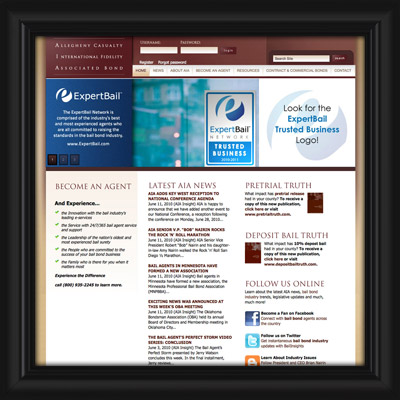 ALLEGHENY CASUALTY
INTERNATIONAL FIDELITY
ASSOCIATED BOND
USERNAME:
PASSWORD:
Register Forgot password
Search Site
HOME NEWS ABOUT AIA BECOME AN AGENT RESOURCES CONTRACT & COMMERCIAL BONDS CONTACT
ExpertBail
The ExpertBail Network is
comprised of the industry's best
and most experienced agents who
are all committed to raising the
standards in the bail bond industry.
www.ExpertBail.com
1 2 3
ExpertBail
NETWORK
TRUSTED
BUSINESS
2010-2011
Look for the
ExpertBail
Trusted Business
Logo!
BECOME AN AGENT
And Experience...
the Innovation with the bail industry's
leading e-services
the Service with 24/7/365 bail agent service and
support
the Leadership of the nation's oldest and most
experienced bail surety
the People who are committed to the
success of your bail bond business
the Family who is there for you when it
matters most
Experience the Difference
call (800) 938-2245 to learn more.
LATEST AIA NEWS
AIA ADDS KEY WEST RECEPTION TO
NATIONAL CONFERENCE AGENDA
June 11, 2010 (AIA Insight) AIA is happy to
announce that we have added another event to
our National Conference, a reception following
the conference on Monday, June 28, 2010...
AIA SENIOR V.P. "BOB" NAIRIN ROCKS
THE ROCK 'N' ROLL MARATHON
June 11, 2010 (AIA Insight) AIA Senior Vice
President Robert "Bob" Nairin and his daughter-
in-law Amy Nairin walked the Rock 'N' Roll San
Diego ½ Marathon...
BAIL AGENTS IN MINNESOTA HAVE
FORMED A NEW ASSOCIATION
June 11, 2010 (AIA Insight) Bail agents in
Minnesota have formed a new association, the
Minnesota Professional Bail Bond Association
(MNPBBA)...
EXCITING NEWS WAS ANNOUNCED AT
THIS WEEK'S OBA MEETING
June 11, 2010 (AIA Insight) The Oklahoma
Bondsman Association (OBA) held its annual
Board of Directors and Membership meeting in
Oklahoma City...
THE BAIL AGENT'S PERFECT STORM
VIDEO SERIES: CONCLUSION
June 3, 2010 (AIA Insight) The Bail Agent's
Perfect Storm presented by Jerry Watson
concludes this week. In the final installment,
PRETRIAL TRUTH
What impact has pretrial release
had in your county? To receive a
copy of this new publication,
click here or visit
www.pretrialtruth.com.
DEPOSIT BAIL TRUTH
What impact has 10% deposit bail
had in your county? To receive a
copy of this new publication,
click here or visit
www.depositbailtruth.com.
FOLLOW US ONLINE
Learn about the latest AIA news, bail bond
industry trends, legislative updates and much,
much more!
Become a Fan on Facebook
Connect with bail bond agents across
the country
Follow us on Twitter
Get instantaneous bail bond industry
updates with BailInsights
Learn About Industry Issues
Follow President and CEO Brian Nairin